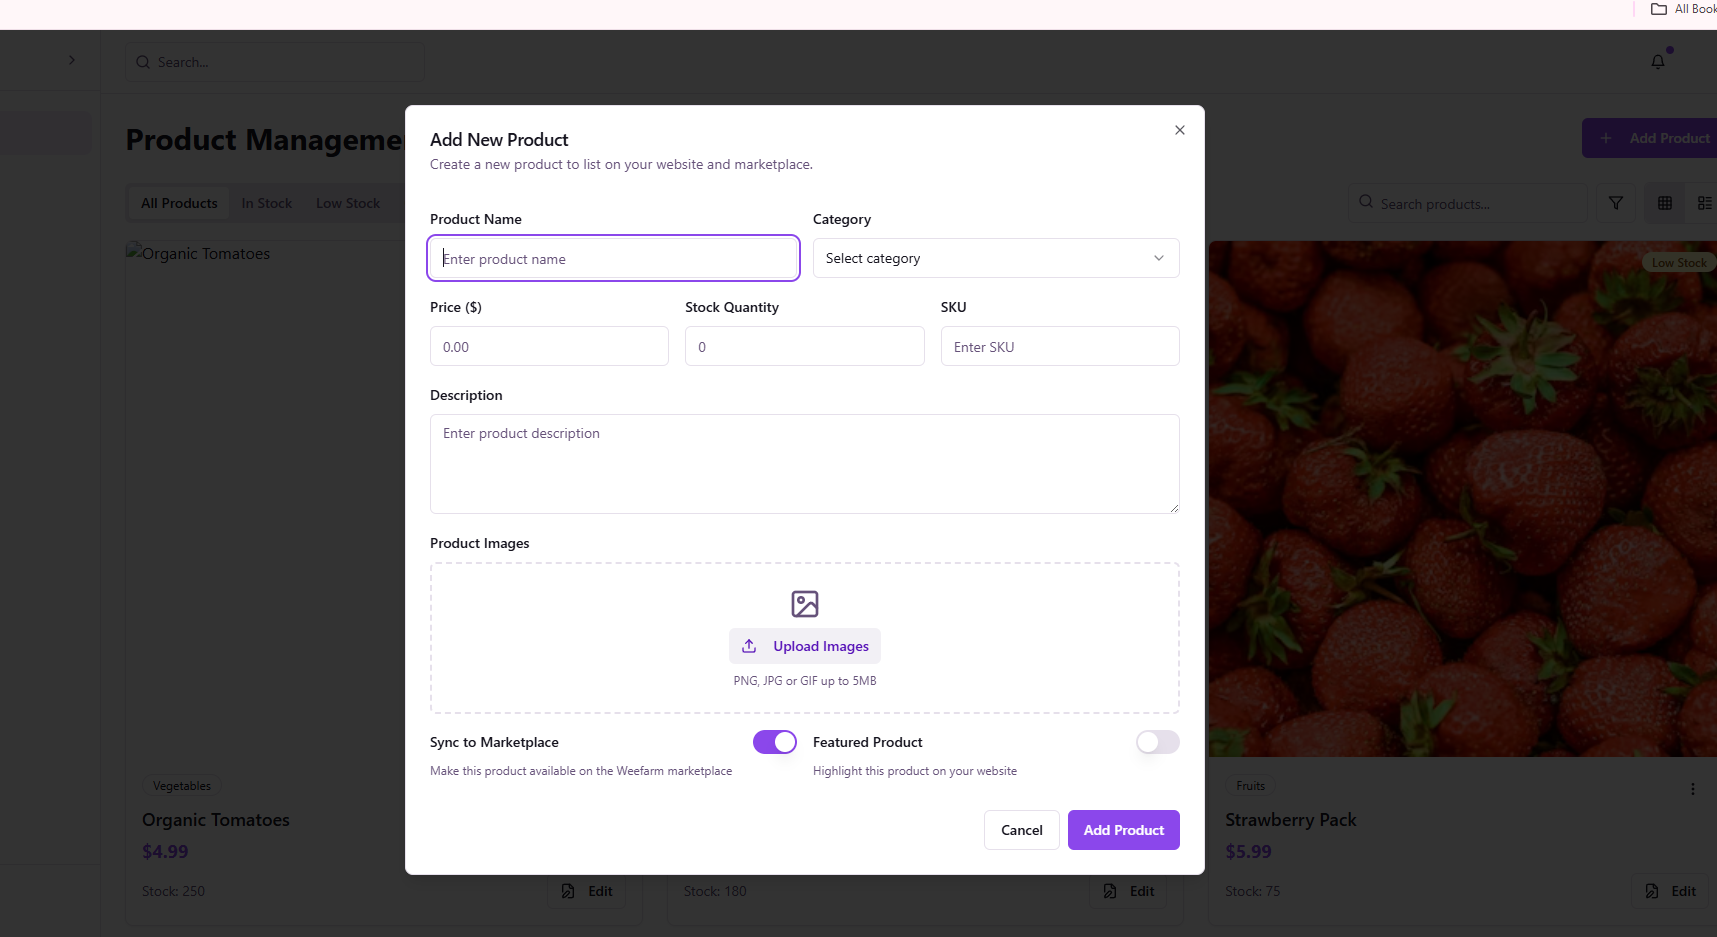 All Book
Search...
Product Manageme
Add Product
All Products
In Stock
Low Stock
Search products...
Organic Tomatoes
Low Stock
Add New Product
Create a new product to list on your website and marketplace.
Product Name
Category
Enter product name
Select category
Price ($)
Stock Quantity
SKU
0.00
0
Enter SKU
Description
Enter product description
Product Images
Upload Images
PNG, JPG or GIF up to 5MB
Sync to Marketplace
Featured Product
Make this product available on the Weefarm marketplace
Highlight this product on your website
Cancel
Add Product
Vegetables
Organic Tomatoes
$4.99
Stock: 250
Edit
Stock: 180
Edit
Fruits
Strawberry Pack
$5.99
Stock: 75
Edit